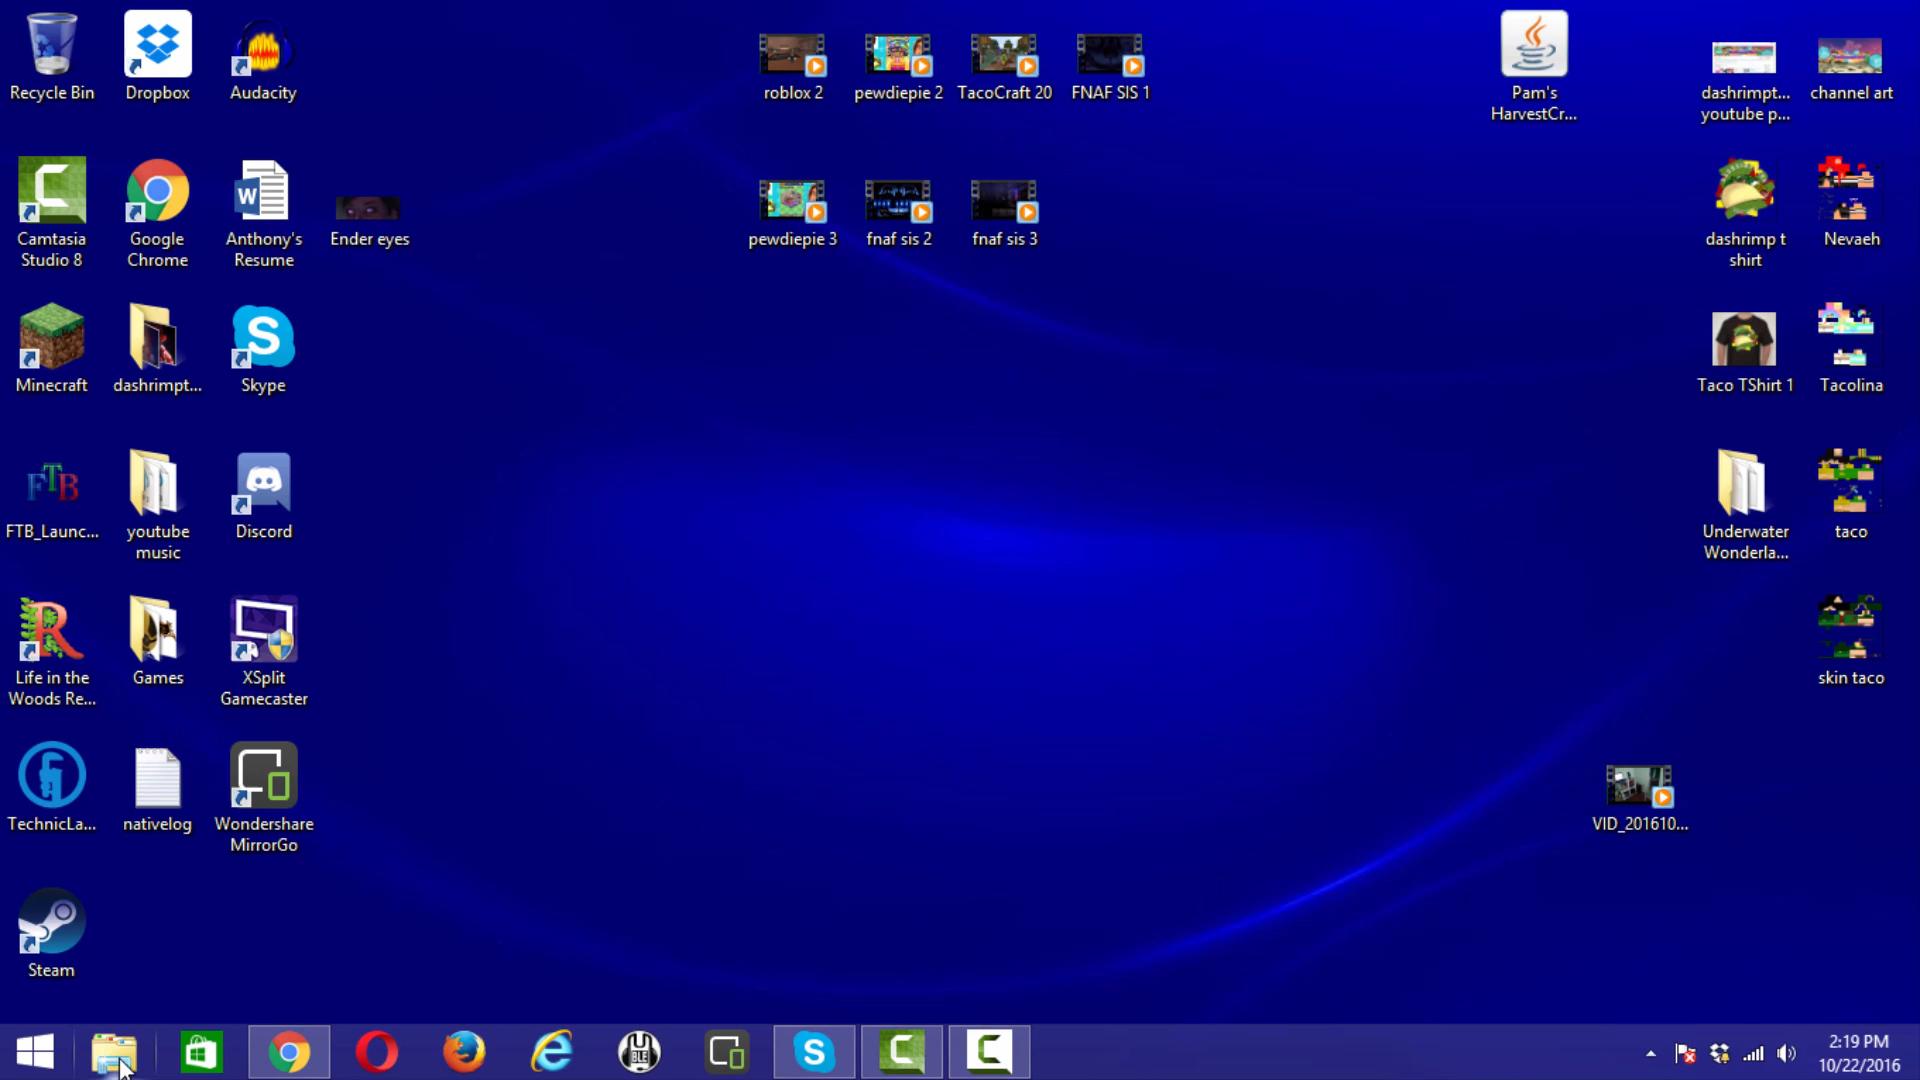 Recycle Bin
Dropbox
Audacity
roblox 2
pewdiepie 2
TacoCraft 20
FNAF SIS 1
Pam's
HarvestCr...
dashrimpt...
youtube p...
channel art
Camtasia
Studio 8
Google
Chrome
Anthony's
Resume
Ender eyes
pewdiepie 3
fnaf sis 2
fnaf sis 3
dashrimp t
shirt
Nevaeh
Minecraft
dashrimpt...
Skype
Taco TShirt 1
Tacolina
FTB
FTB_Launc...
youtube
music
Discord
Underwater
Wonderla...
taco
Life in the
Woods Re...
Games
XSplit
Gamecaster
skin taco
TechnicLa...
nativelog
Wondershare
MirrorGo
VID_201610...
Steam
2:19 PM
10/22/2016